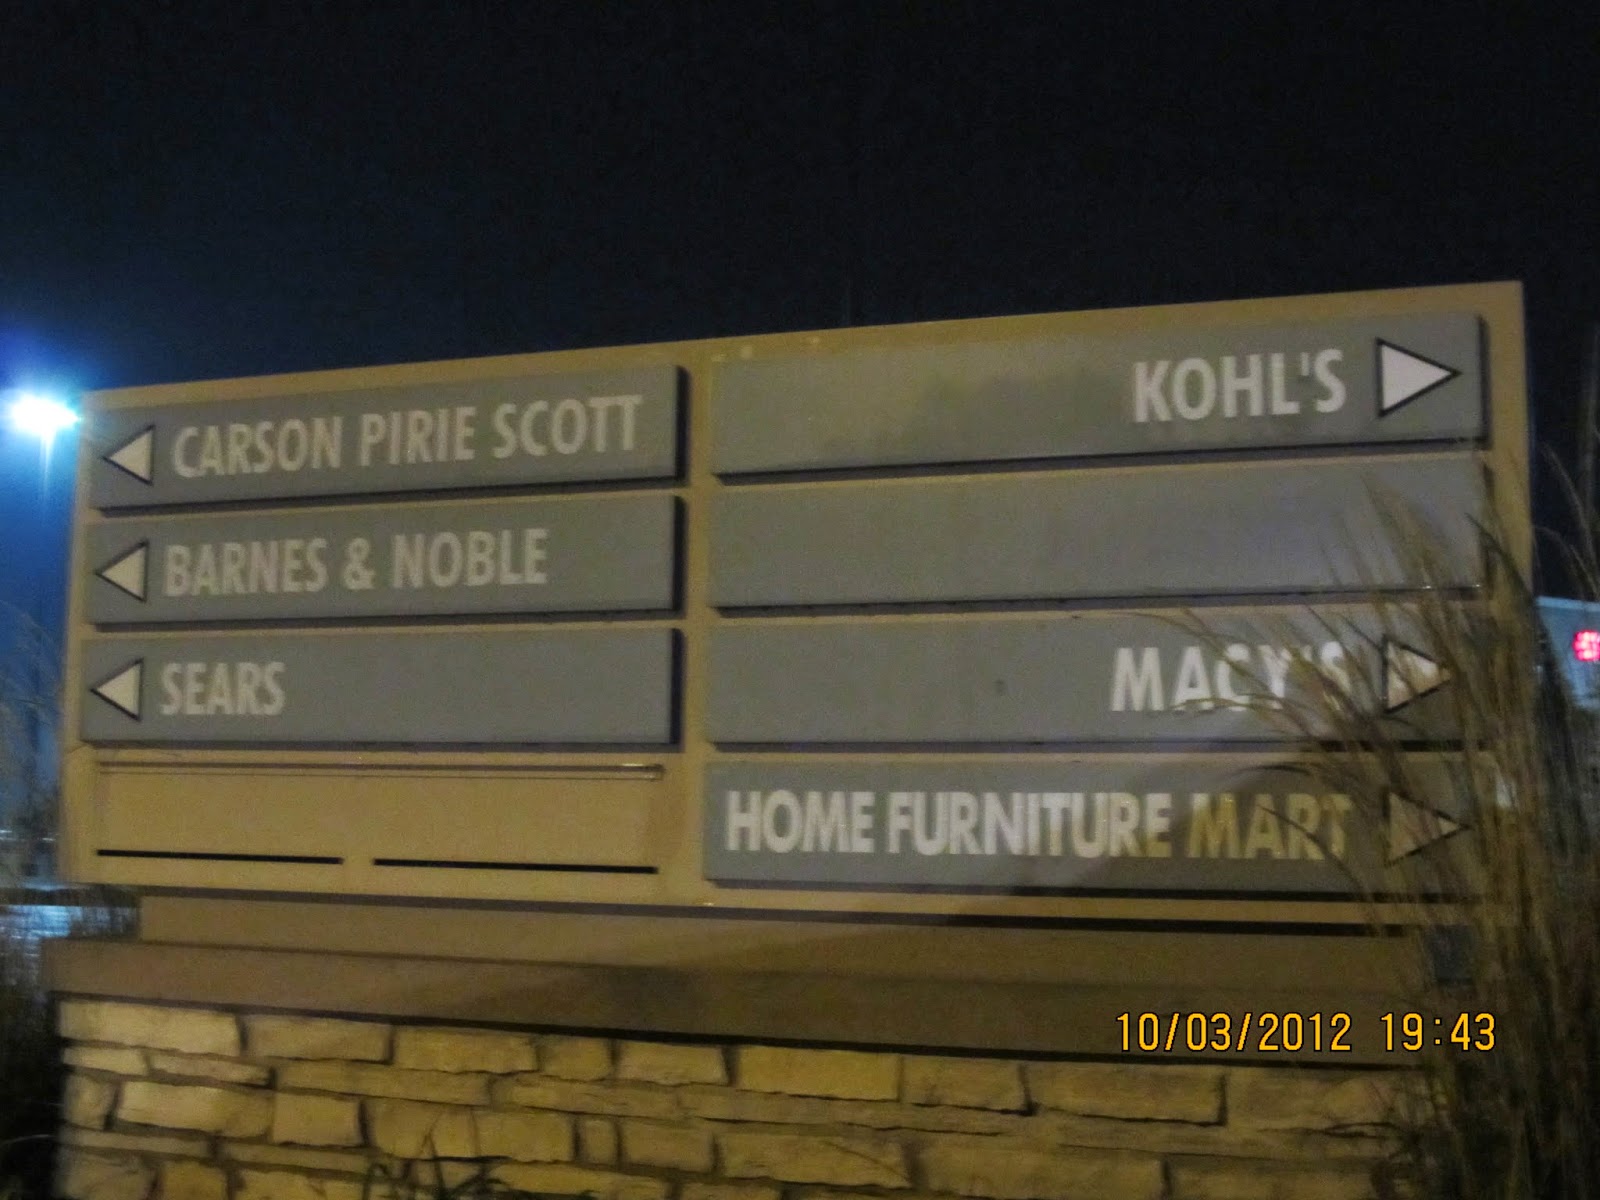 CARSON PIRIE SCOTT
BARNES & NOBLE
SEARS
KOHL'S
MACY'S
HOME FURNITURE MART
10/03/2012 19:43